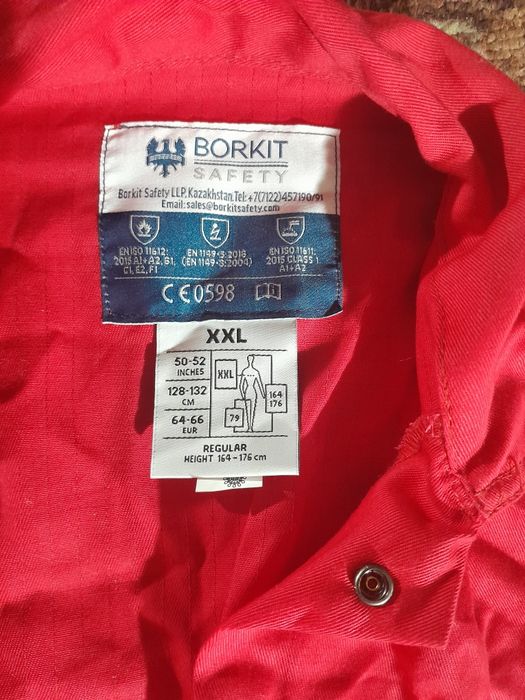 BORKIT
SAFETY
Borkit Safety LLP, Kazakhstan, Tel: +7(7122)457190/91
Email: sales@borkitsafety.com
EN ISO 11612: 2015 A1+A2, B1, C1, E2, F1
EN 1149-5:2018 (EN 1149-5:2004)
EN ISO 11611: 2015 CLASS 1 A1+A2
CE0598
XXL
50-52 INCHES
128-132 CM
64-66 EUR
XXL
164 176
79
REGULAR
HEIGHT 164-176 cm